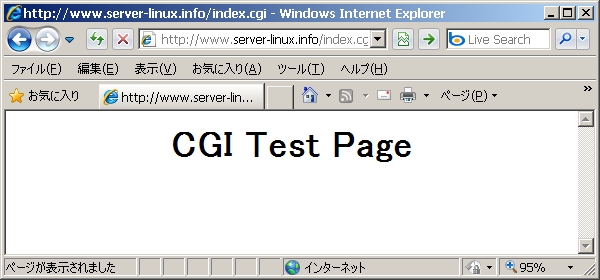 http://www.server-linux.info/index.cgi - Windows Internet Explorer
http://www.server-linux.info/index.cg
Live Search
ファイル(F) 編集(E) 表示(V) お気に入り(A) ツール(T) ヘルプ(H)
お気に入り http://www.server-lin... ページ(P)
CGI Test Page
ページが表示されました インターネット 95%